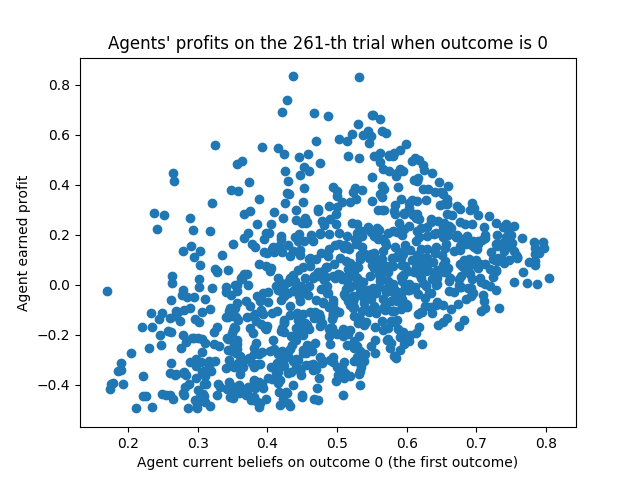 Agents' profits on the 261-th trial when outcome is 0
0.8
0.6
0.4
0.2
0.0
−0.2
−0.4
Agent earned profit
0.2 0.3 0.4 0.5 0.6 0.7 0.8
Agent current beliefs on outcome 0 (the first outcome)